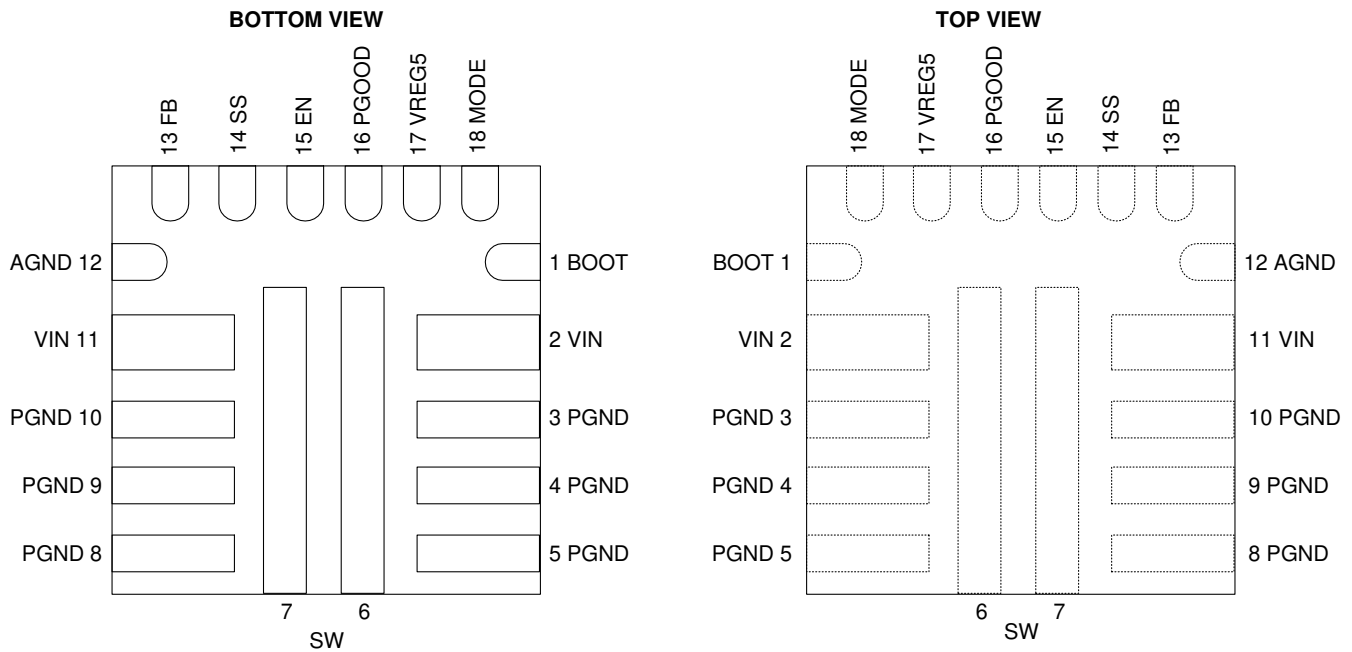 BOTTOM VIEW
13 FB
14 SS
15 EN
16 PGOOD
17 VREG5
18 MODE
AGND 12
1 BOOT
VIN 11
2 VIN
PGND 10
3 PGND
PGND 9
4 PGND
PGND 8
5 PGND
7
6
SW
TOP VIEW
18 MODE
17 VREG5
16 PGOOD
15 EN
14 SS
13 FB
BOOT 1
12 AGND
VIN 2
11 VIN
PGND 3
10 PGND
PGND 4
9 PGND
PGND 5
8 PGND
6
7
SW